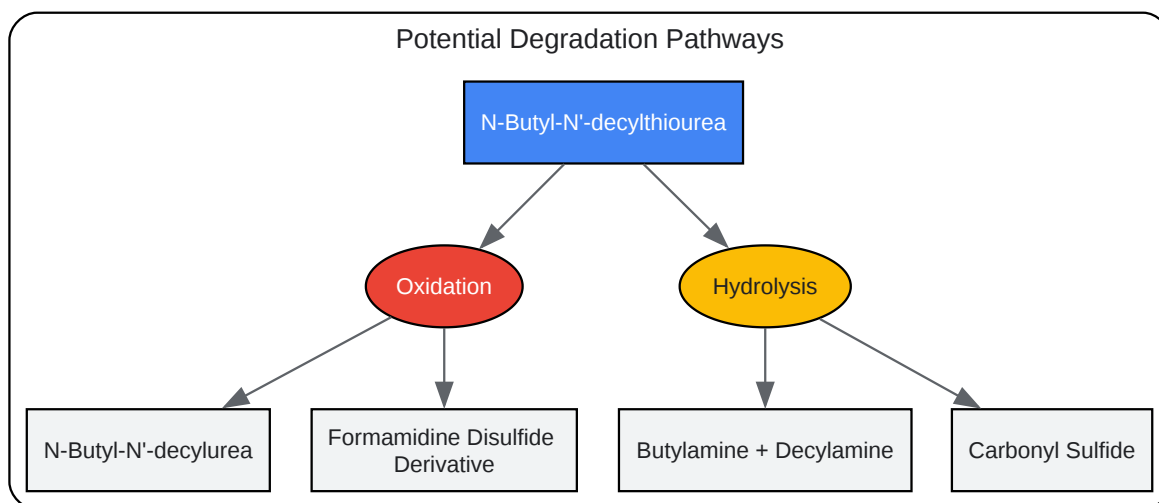 Potential Degradation Pathways
N-Butyl-N'-decylthiourea
Oxidation
Hydrolysis
N-Butyl-N'-decylurea
Formamidine Disulfide
Derivative
Butylamine + Decylamine
Carbonyl Sulfide